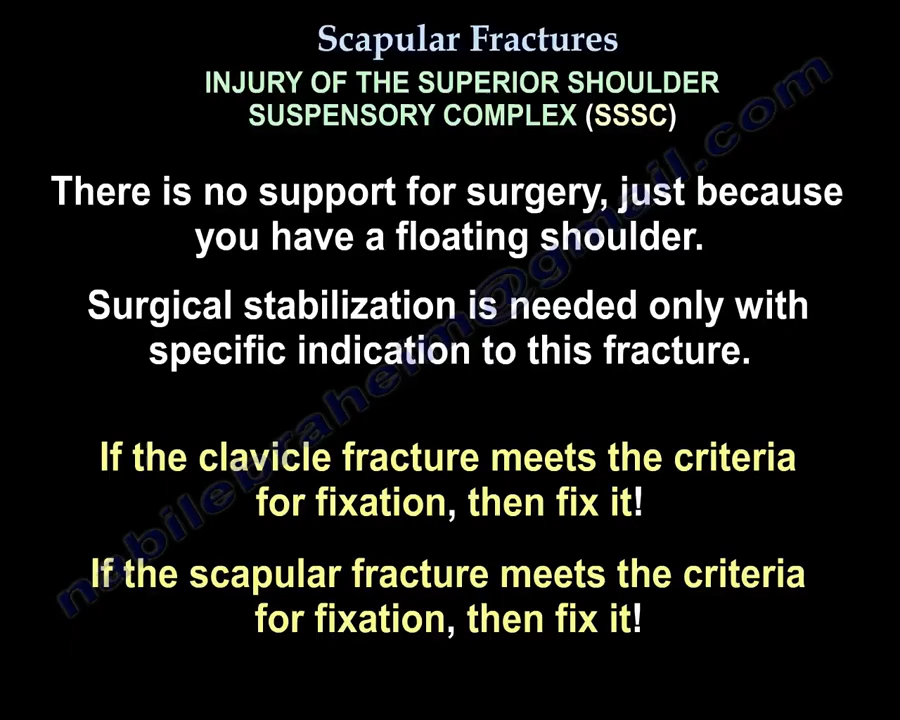 Scapular Fractures
INJURY OF THE SUPERIOR SHOULDER
SUSPENSORY COMPLEX (SSSC)
There is no support for surgery, just because
you have a floating shoulder.
Surgical stabilization is needed only with
specific indication to this fracture.
If the clavicle fracture meets the criteria
for fixation, then fix it!
If the scapular fracture meets the criteria
for fixation, then fix it!
nabilebraheim@gmail.com